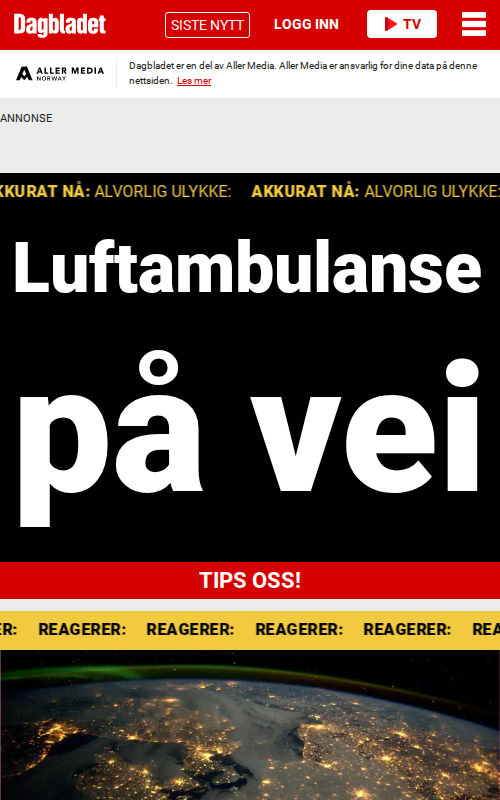 Dagbladet SISTE NYTT LOGG INN TV
ALLER MEDIA
NORWAY
Dagbladet er en del av Aller Media. Aller Media er ansvarlig for dine data på denne
nettsiden. Les mer
ANNONSE
KKURAT NÅ: ALVORLIG ULYKKE: AKKURAT NÅ: ALVORLIG ULYKKE:
Luftambulanse
på vei
TIPS OSS!
ER: REAGERER: REAGERER: REAGERER: REAGERER: REA